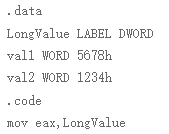 .data
LongValue LABEL DWORD
val1 WORD 5678h
val2 WORD 1234h
.code
mov eax,LongValue